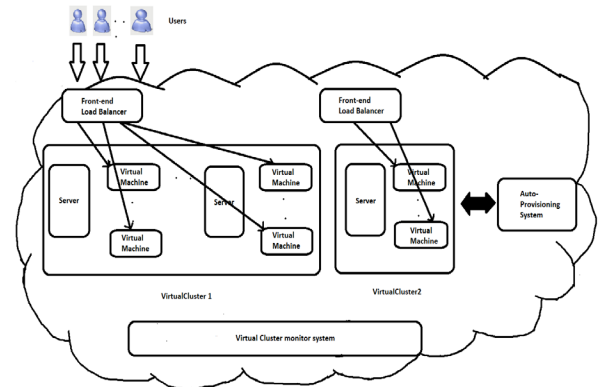 Users
Front-end
Load Balancer
Front-end
Load Balancer
Server
Virtual
Machine
Virtual
Machine
Server
Virtual
Machine
Virtual
Machine
Server
Virtual
Machine
Virtual
Machine
Auto-
Provisioning
System
VirtualCluster 1
VirtualCluster2
Virtual Cluster monitor system